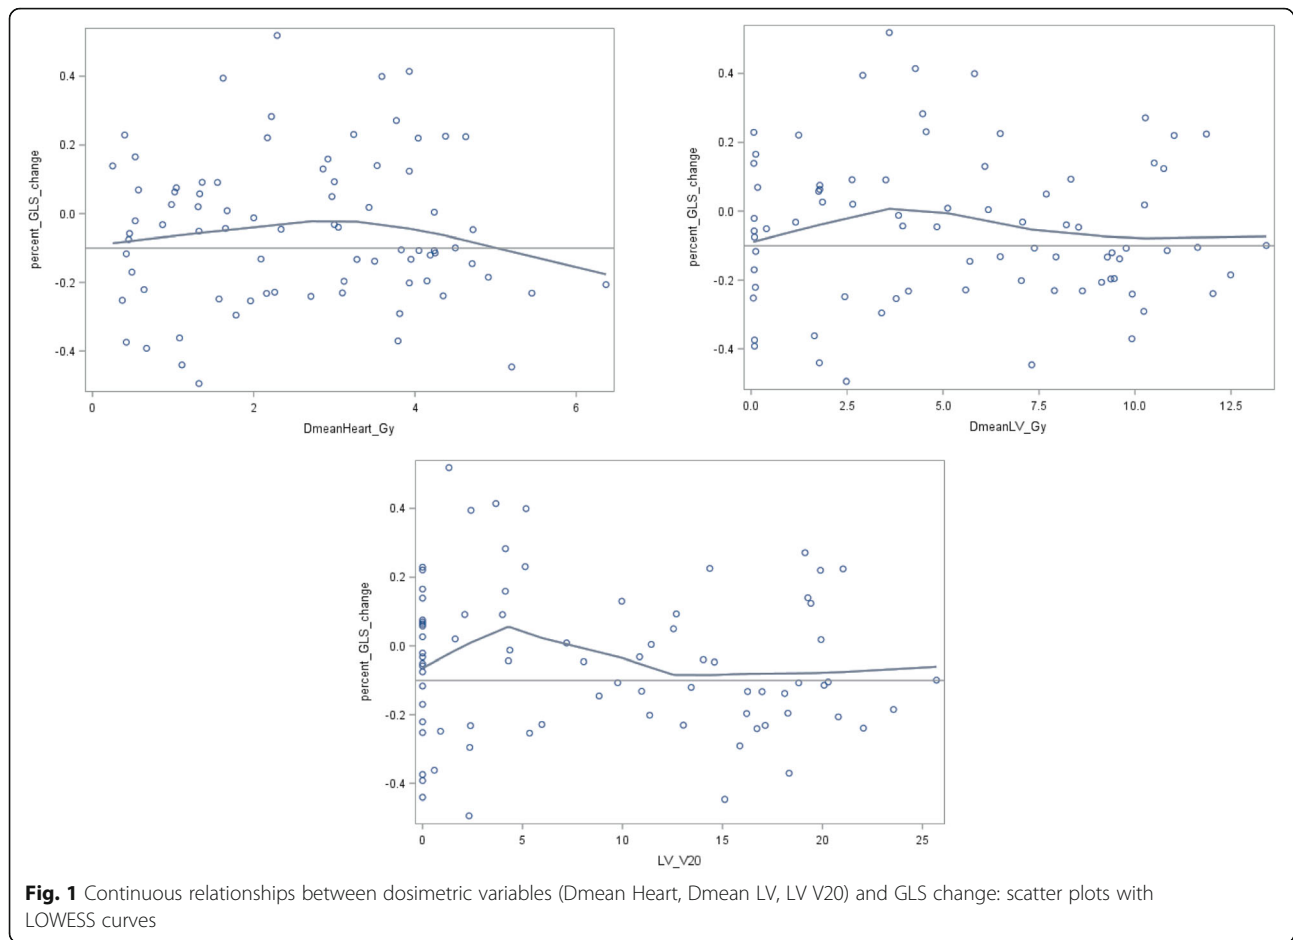 0.4
0.2
0.0
-0.2
-0.4
percent_GLS_change
0 2 4 6
DmeanHeart_Gy
0.4
0.2
0.0
-0.2
-0.4
percent_GLS_change
0.0 2.5 5.0 7.5 10.0 12.5
DmeanLV_Gy
0.4
0.2
0.0
-0.2
-0.4
percent_GLS_change
0 5 10 15 20 25
LV_V20
Fig. 1 Continuous relationships between dosimetric variables (Dmean Heart, Dmean LV, LV V20) and GLS change: scatter plots with
LOWESS curves